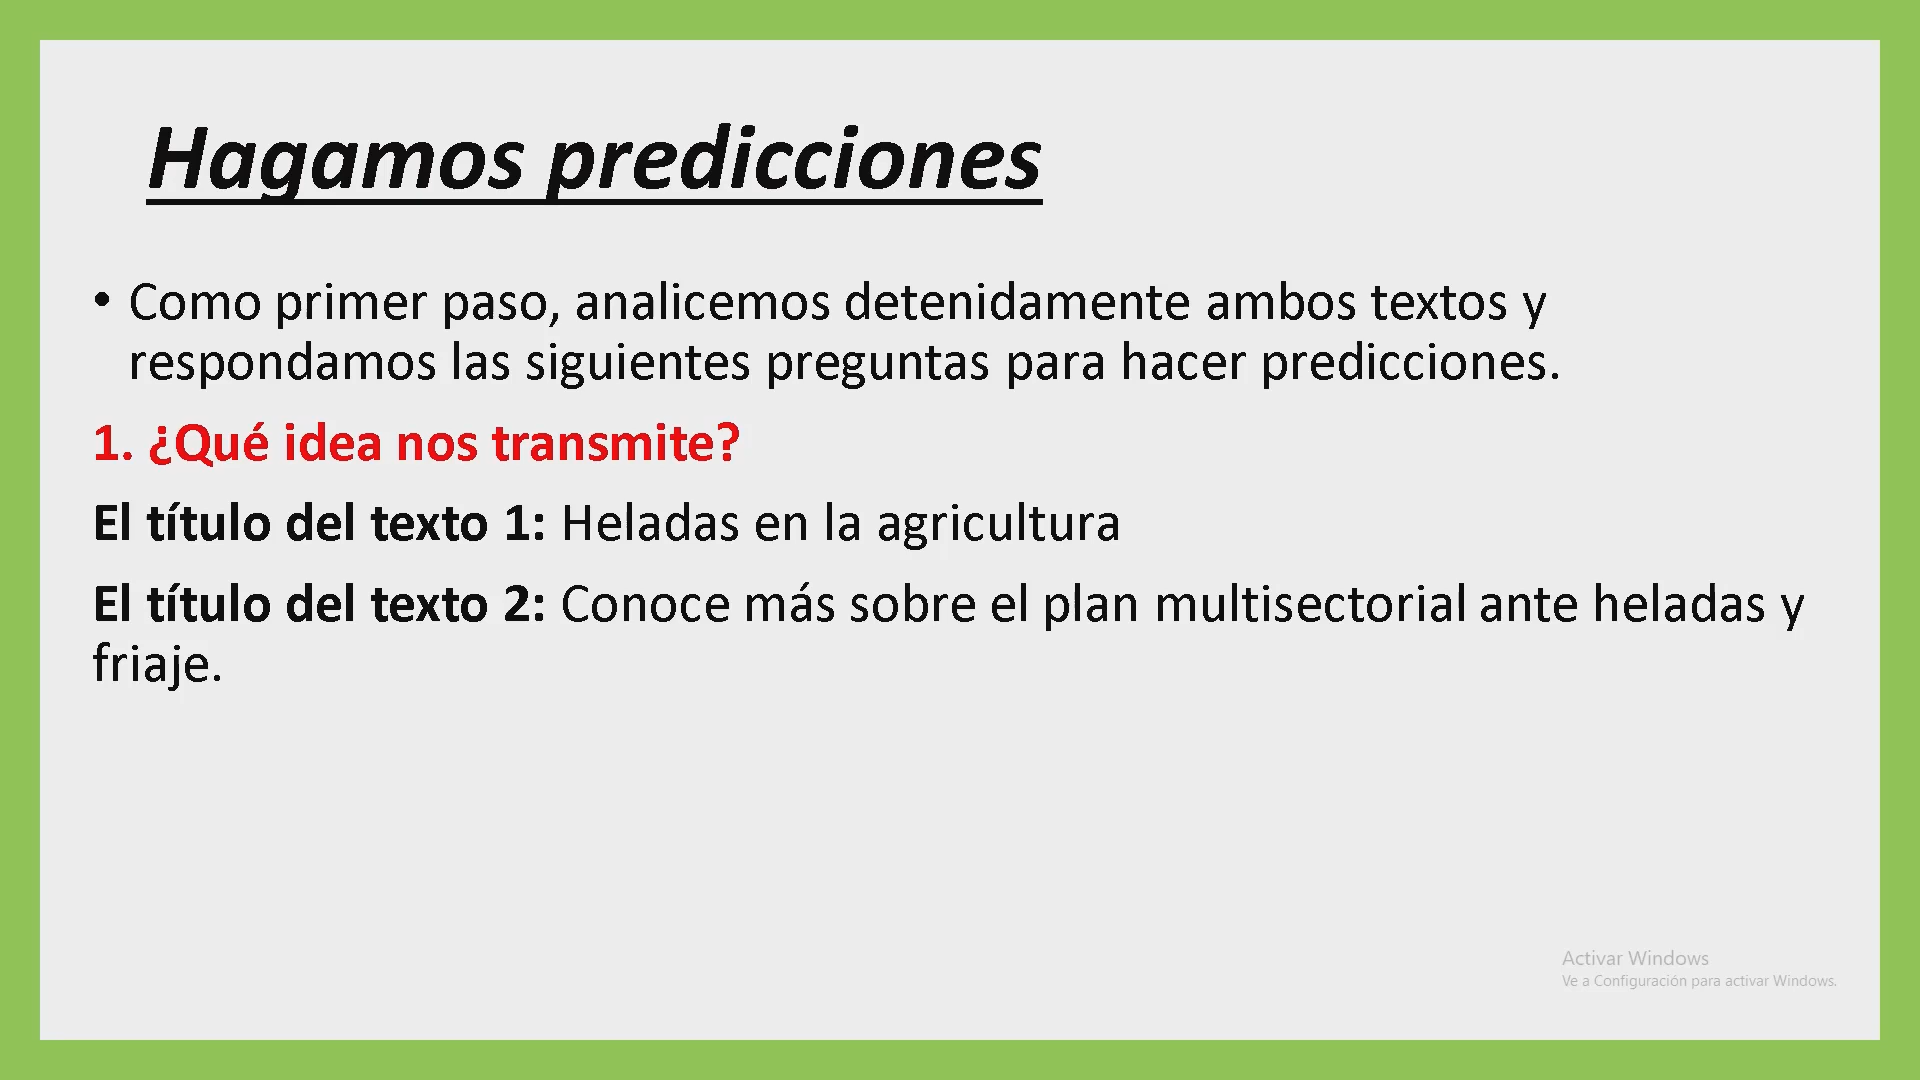 Hagamos predicciones
• Como primer paso, analicemos detenidamente ambos textos y
respondamos las siguientes preguntas para hacer predicciones.
1. ¿Qué idea nos transmite?
El título del texto 1: Heladas en la agricultura
El título del texto 2: Conoce más sobre el plan multisectorial ante heladas y
friaje.
Activar Windows
Ve a Configuración para activar Windows.